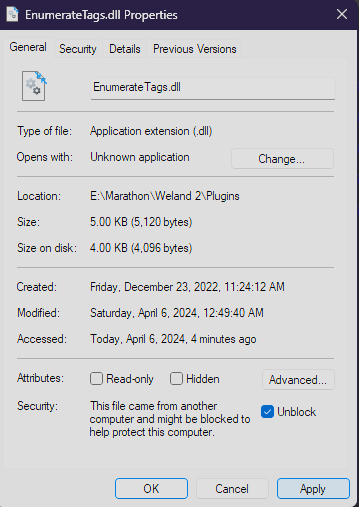 EnumerateTags.dll Properties
General Security Details Previous Versions
EnumerateTags.dll
Type of file: Application extension (.dll)
Opens with: Unknown application Change...
Location: E:\Marathon\Weland 2\Plugins
Size: 5.00 KB (5,120 bytes)
Size on disk: 4.00 KB (4,096 bytes)
Created: Friday, December 23, 2022, 11:24:12 AM
Modified: Saturday, April 6, 2024, 12:49:40 AM
Accessed: Today, April 6, 2024, 4 minutes ago
Attributes: Read-only Hidden Advanced...
Security: This file came from another
computer and might be blocked to
help protect this computer.
Unblock
OK Cancel Apply